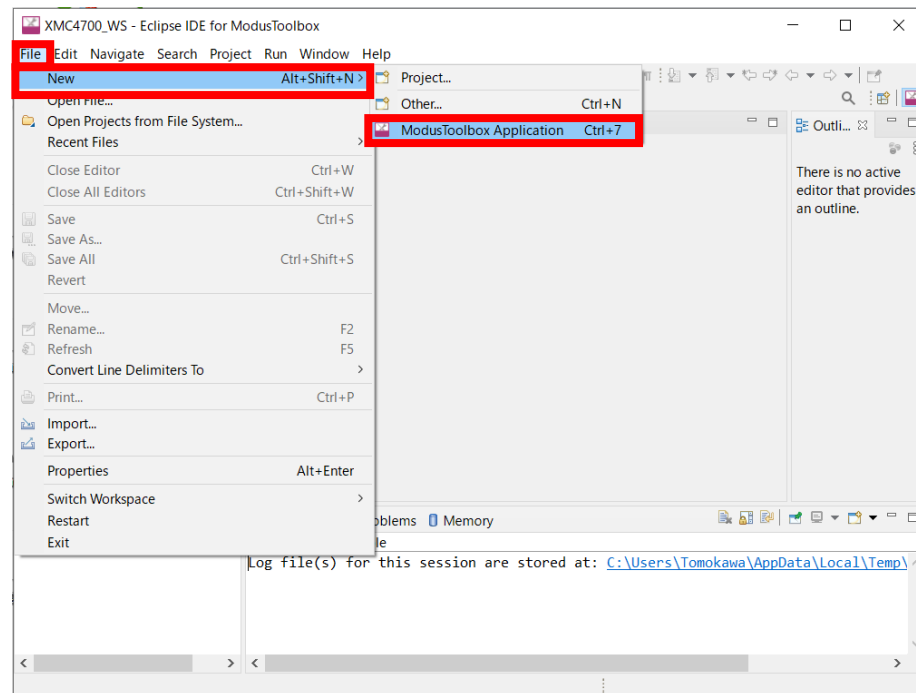 XMC4700_WS - Eclipse IDE for ModusToolbox
File Edit Navigate Search Project Run Window Help
New Alt+Shift+N >
Project...
Open File...
Other... Ctrl+N
Open Projects from File System...
ModusToolbox Application Ctrl+7
Recent Files >
Outli...
Close Editor Ctrl+W
Close All Editors Ctrl+Shift+W
There is no active
editor that provides
an outline.
Save Ctrl+S
Save As...
Save All Ctrl+Shift+S
Revert
Move...
Rename... F2
Refresh F5
Convert Line Delimiters To >
Print... Ctrl+P
Import...
Export...
Properties Alt+Enter
Switch Workspace >
Restart
Exit
oblems Memory
le
Log file(s) for this session are stored at: C:\Users\Tomokawa\AppData\Local\Temp\